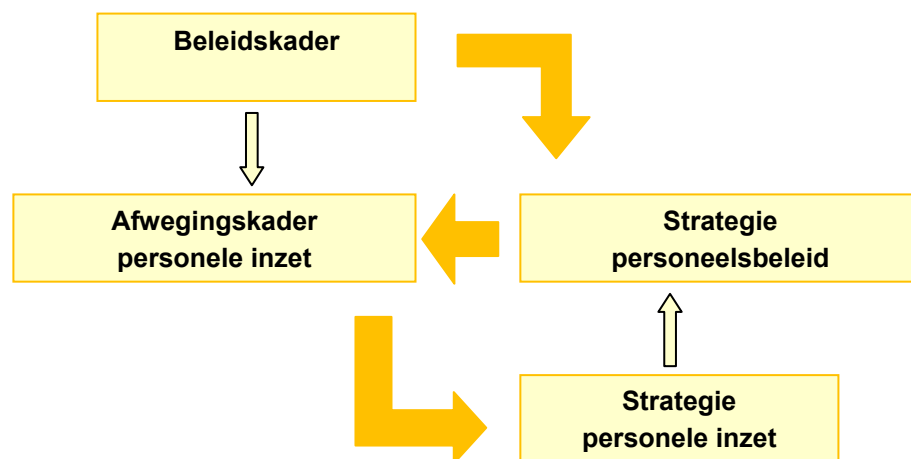 Beleidskader
Afwegingskader
personele inzet
Strategie
personeelsbeleid
Strategie
personele inzet